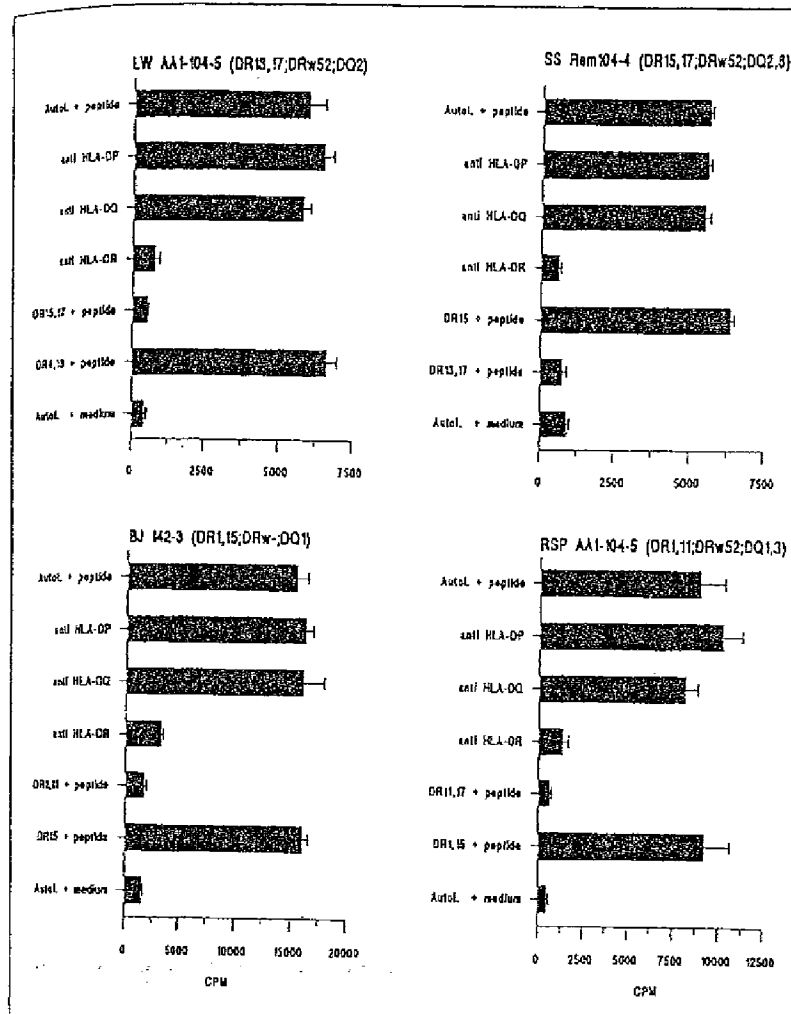 LW AA1-104-5 (DR13,17;DRw52;DQ2)
AutoL + peptide
anti HLA-DP
anti HLA-DQ
anti HLA-DR
DR15,17 + peptide
DR4,13 + peptide
AutoL + medium
0 2500 5000 7500
SS Rem104-4 (DR15,17;DRw52;DQ2,6)
AutoL + peptide
anti HLA-DP
anti HLA-DQ
anti HLA-DR
DR15 + peptide
DR13,17 + peptide
AutoL + medium
0 2500 5000 7500
BJ 142-3 (DR1,15;DRw-;DQ1)
AutoL + peptide
anti HLA-DP
anti HLA-DQ
anti HLA-DR
+ peptide
DR15 + peptide
AutoL + medium
0 5000 10000 15000 20000
CPM
RSP AA1-104-5 (DR1,11;DRw52;DQ1,3)
AutoL + peptide
anti HLA-DP
anti HLA-DQ
anti HLA-DR
DR11,17 + peptide
DR1,15 + peptide
AutoL + medium
0 2500 5000 7500 10000 12500
CPM